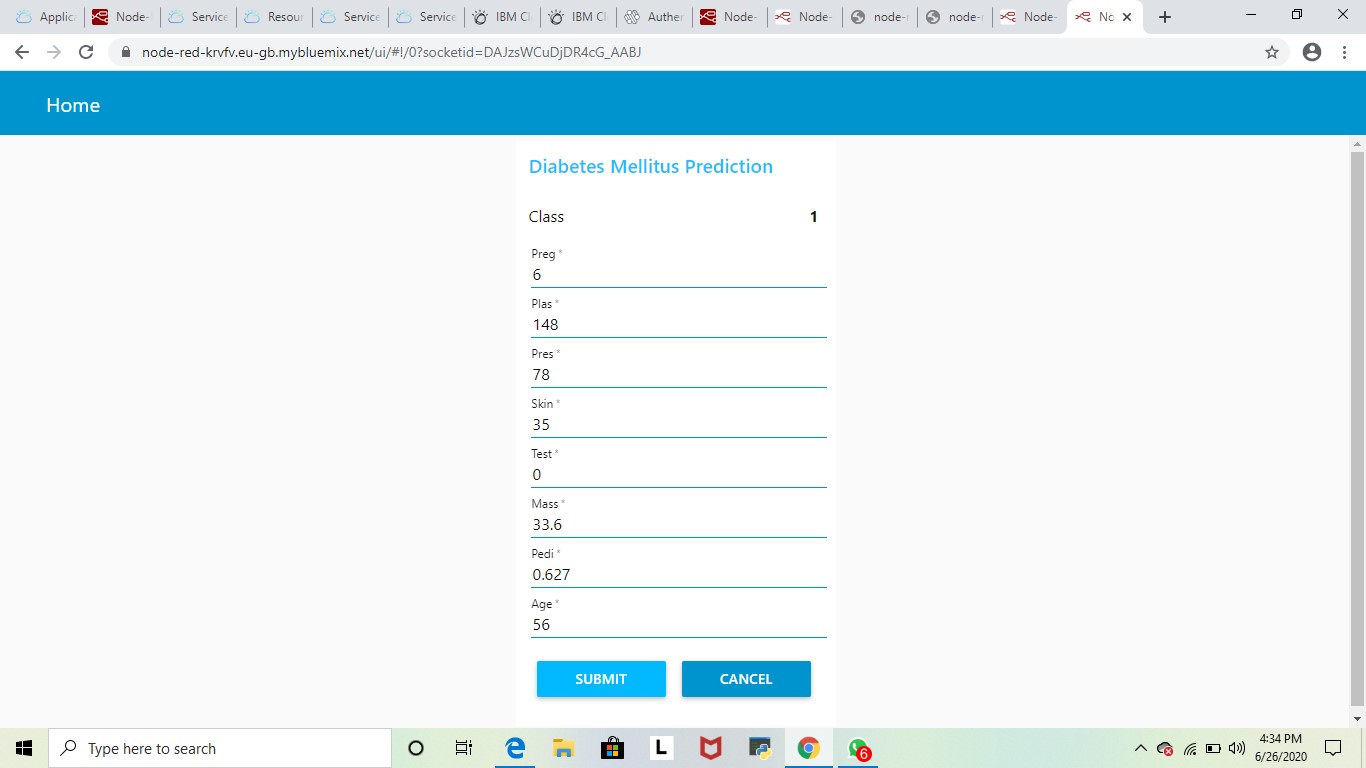 Applic Node- Service Resour Service Service IBM Cl IBM Cl Auther Node- Node- node-r node-r Node- No
node-red-krvfv.eu-gb.mybluemix.net/ui/#!/0?socketid=DAJzsWCuDjDR4cG_AABJ
Home
Diabetes Mellitus Prediction
Class 1
Preg *
6
Plas *
148
Pres *
78
Skin *
35
Test *
0
Mass *
33.6
Pedi *
0.627
Age *
56
SUBMIT CANCEL
Type here to search
L
6
4:34 PM
6/26/2020